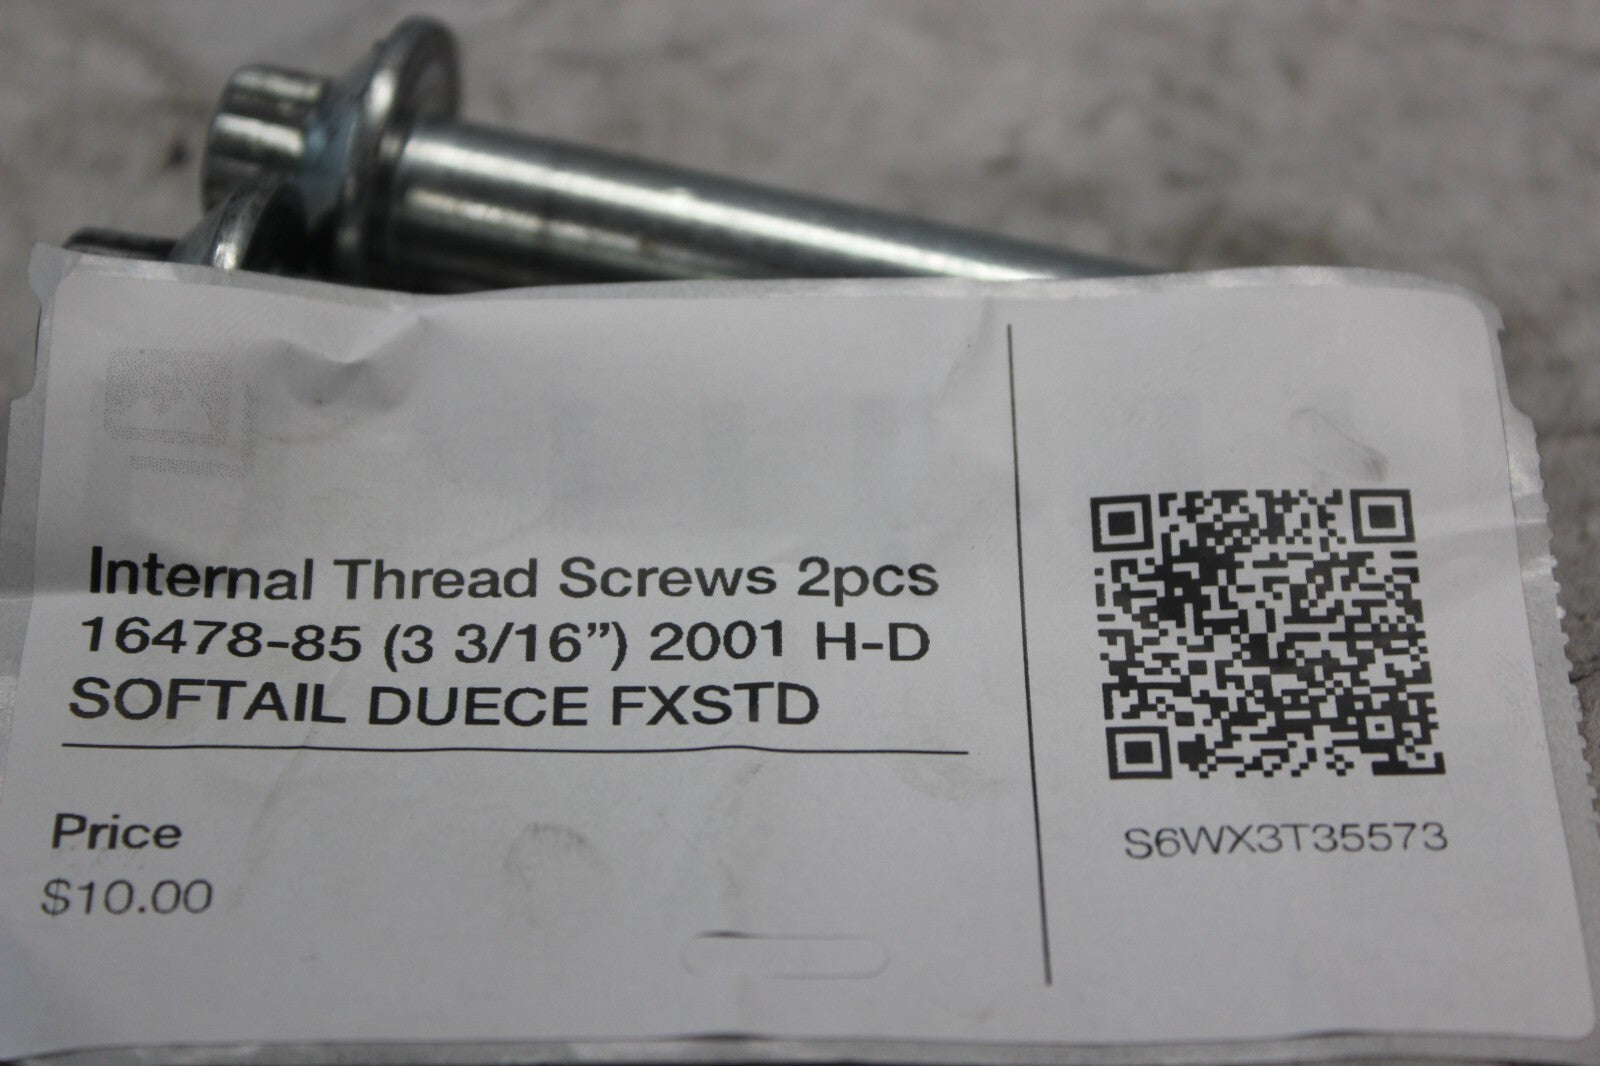 Internal Thread Screws 2pcs
16478-85 (3 3/16”) 2001 H-D
SOFTAIL DUECE FXSTD
Price
$10.00
S6WX3T35573